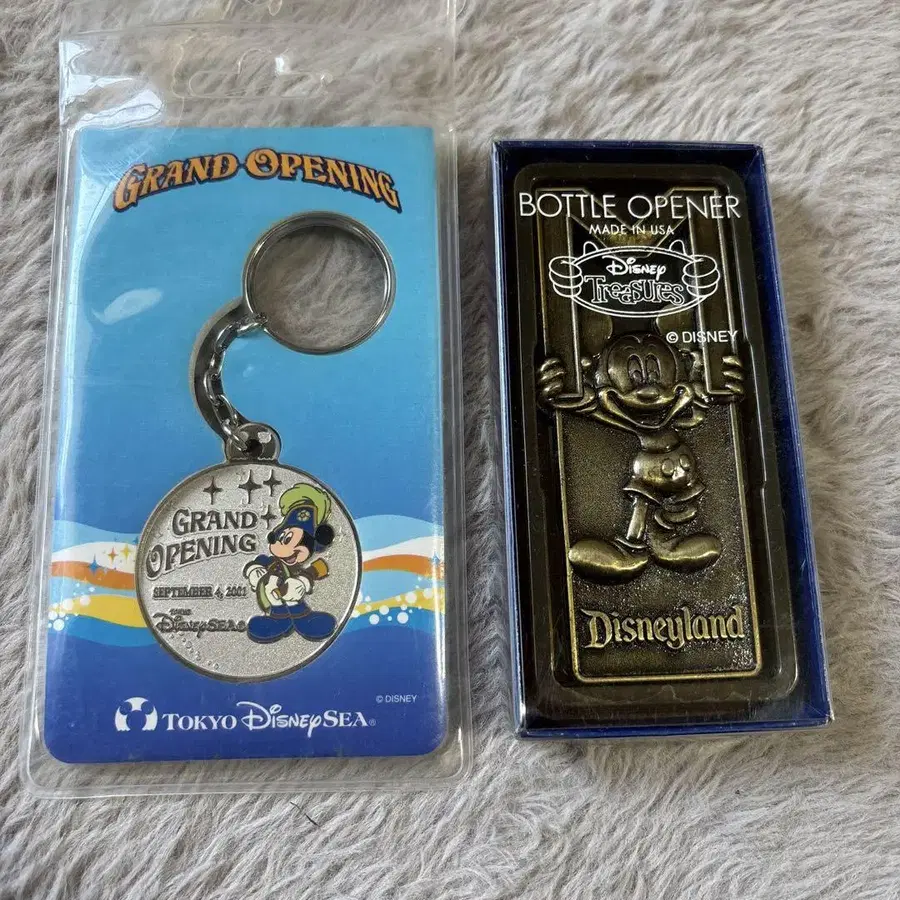 GRAND OPENING
GRAND
OPENING
SEPTEMBER 4, 2001
TOKYO
DISNEYSEA®
© DISNEY
TOKYO DISNEYSEA®
BOTTLE OPENER
MADE IN USA
DISNEY
Treasures
© DISNEY
Disneyland